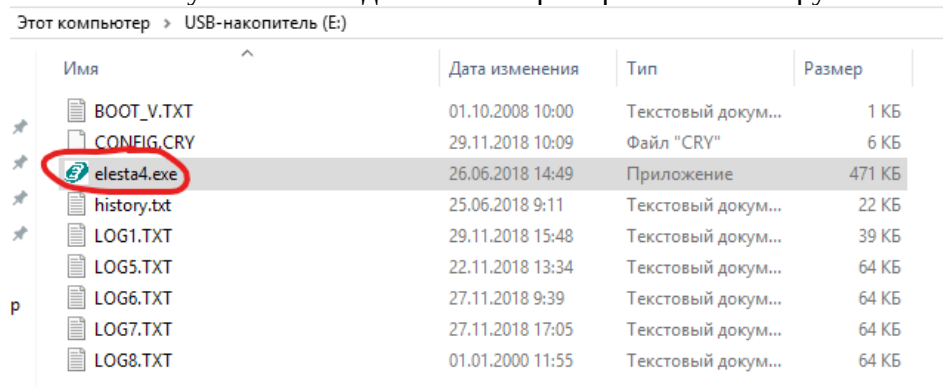 Этот компьютер > USB-накопитель (E:)
Имя Дата изменения Тип Размер
BOOT_V.TXT 01.10.2008 10:00 Текстовый докум... 1 КБ
CONFIG.CRY 29.11.2018 10:09 Файл "CRY" 6 КБ
elesta4.exe 26.06.2018 14:49 Приложение 471 КБ
history.txt 25.06.2018 9:11 Текстовый докум... 22 КБ
LOG1.TXT 29.11.2018 15:48 Текстовый докум... 39 КБ
LOG5.TXT 22.11.2018 13:34 Текстовый докум... 64 КБ
LOG6.TXT 27.11.2018 9:39 Текстовый докум... 64 КБ
р
LOG7.TXT 27.11.2018 17:05 Текстовый докум... 64 КБ
LOG8.TXT 01.01.2000 11:55 Текстовый докум... 64 КБ